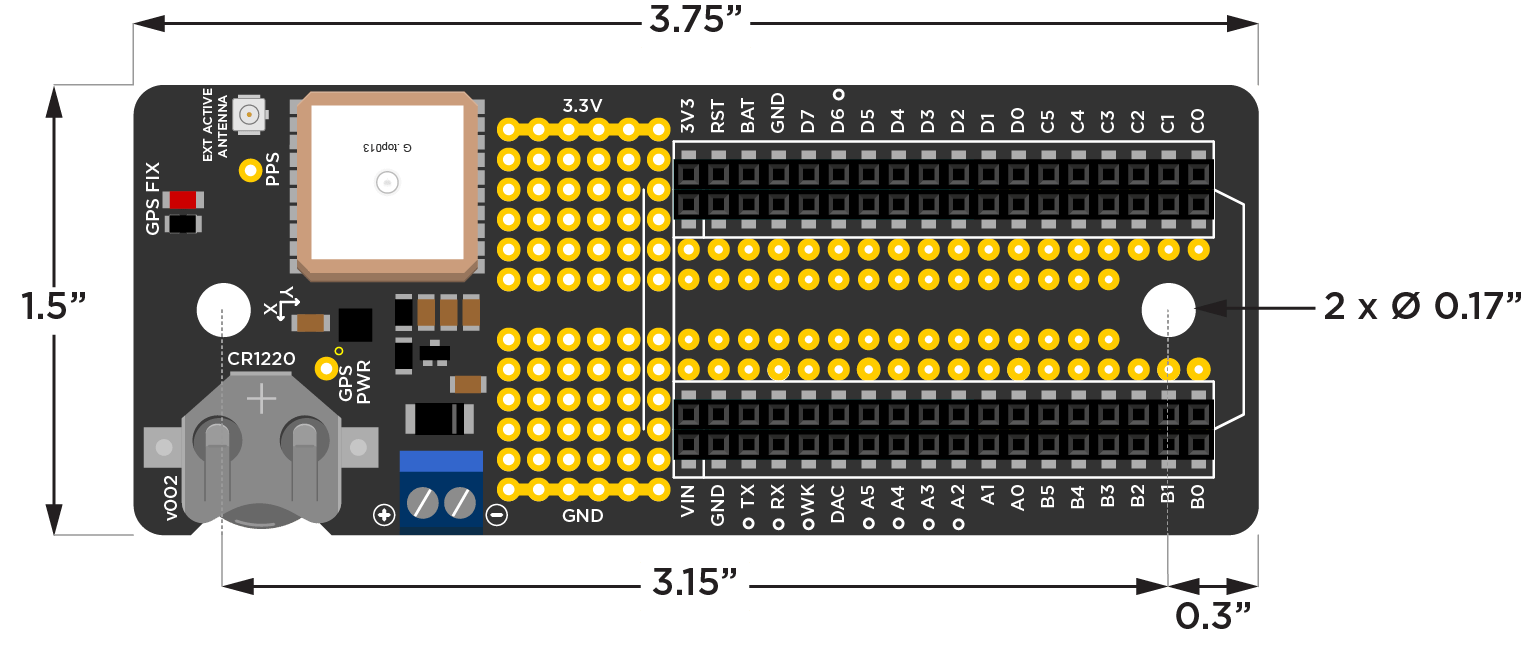 3.75”
1.5”
EXT ACTIVE
ANTENNA
PPS
GPS FIX
G.top013
3.3V
3V3
RST
BAT
GND
D7
D6
D5
D4
D3
D2
D1
D0
C5
C4
C3
C2
C1
C0
2 x Ø 0.17”
Y
X
CR1220
+
GPS
PWR
V002
+
−
GND
VIN
GND
TX
RX
WK
DAC
A5
A4
A3
A2
A1
A0
B5
B4
B3
B2
B1
B0
3.15”
0.3”